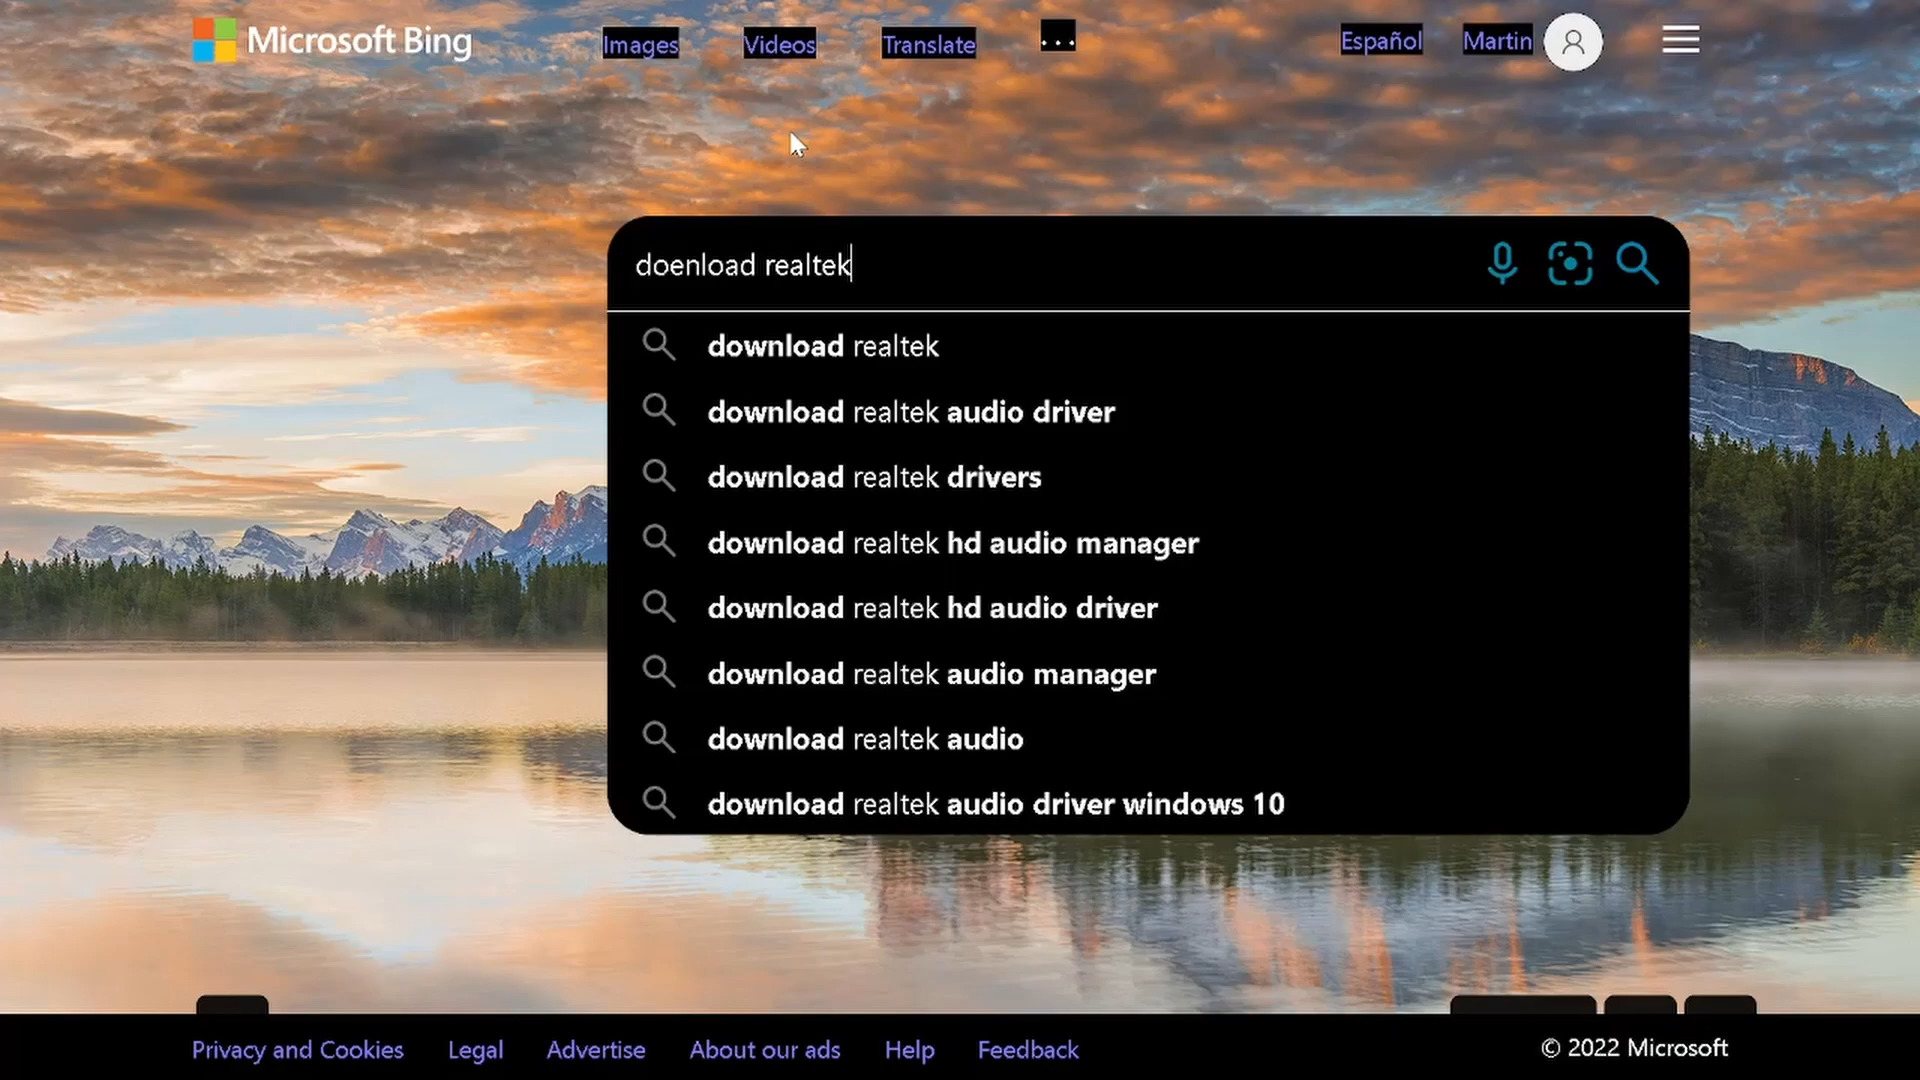 Microsoft Bing
Images
Videos
Translate
...
Español
Martin
doenload realtek
download realtek
download realtek audio driver
download realtek drivers
download realtek hd audio manager
download realtek hd audio driver
download realtek audio manager
download realtek audio
download realtek audio driver windows 10
Privacy and Cookies
Legal
Advertise
About our ads
Help
Feedback
© 2022 Microsoft